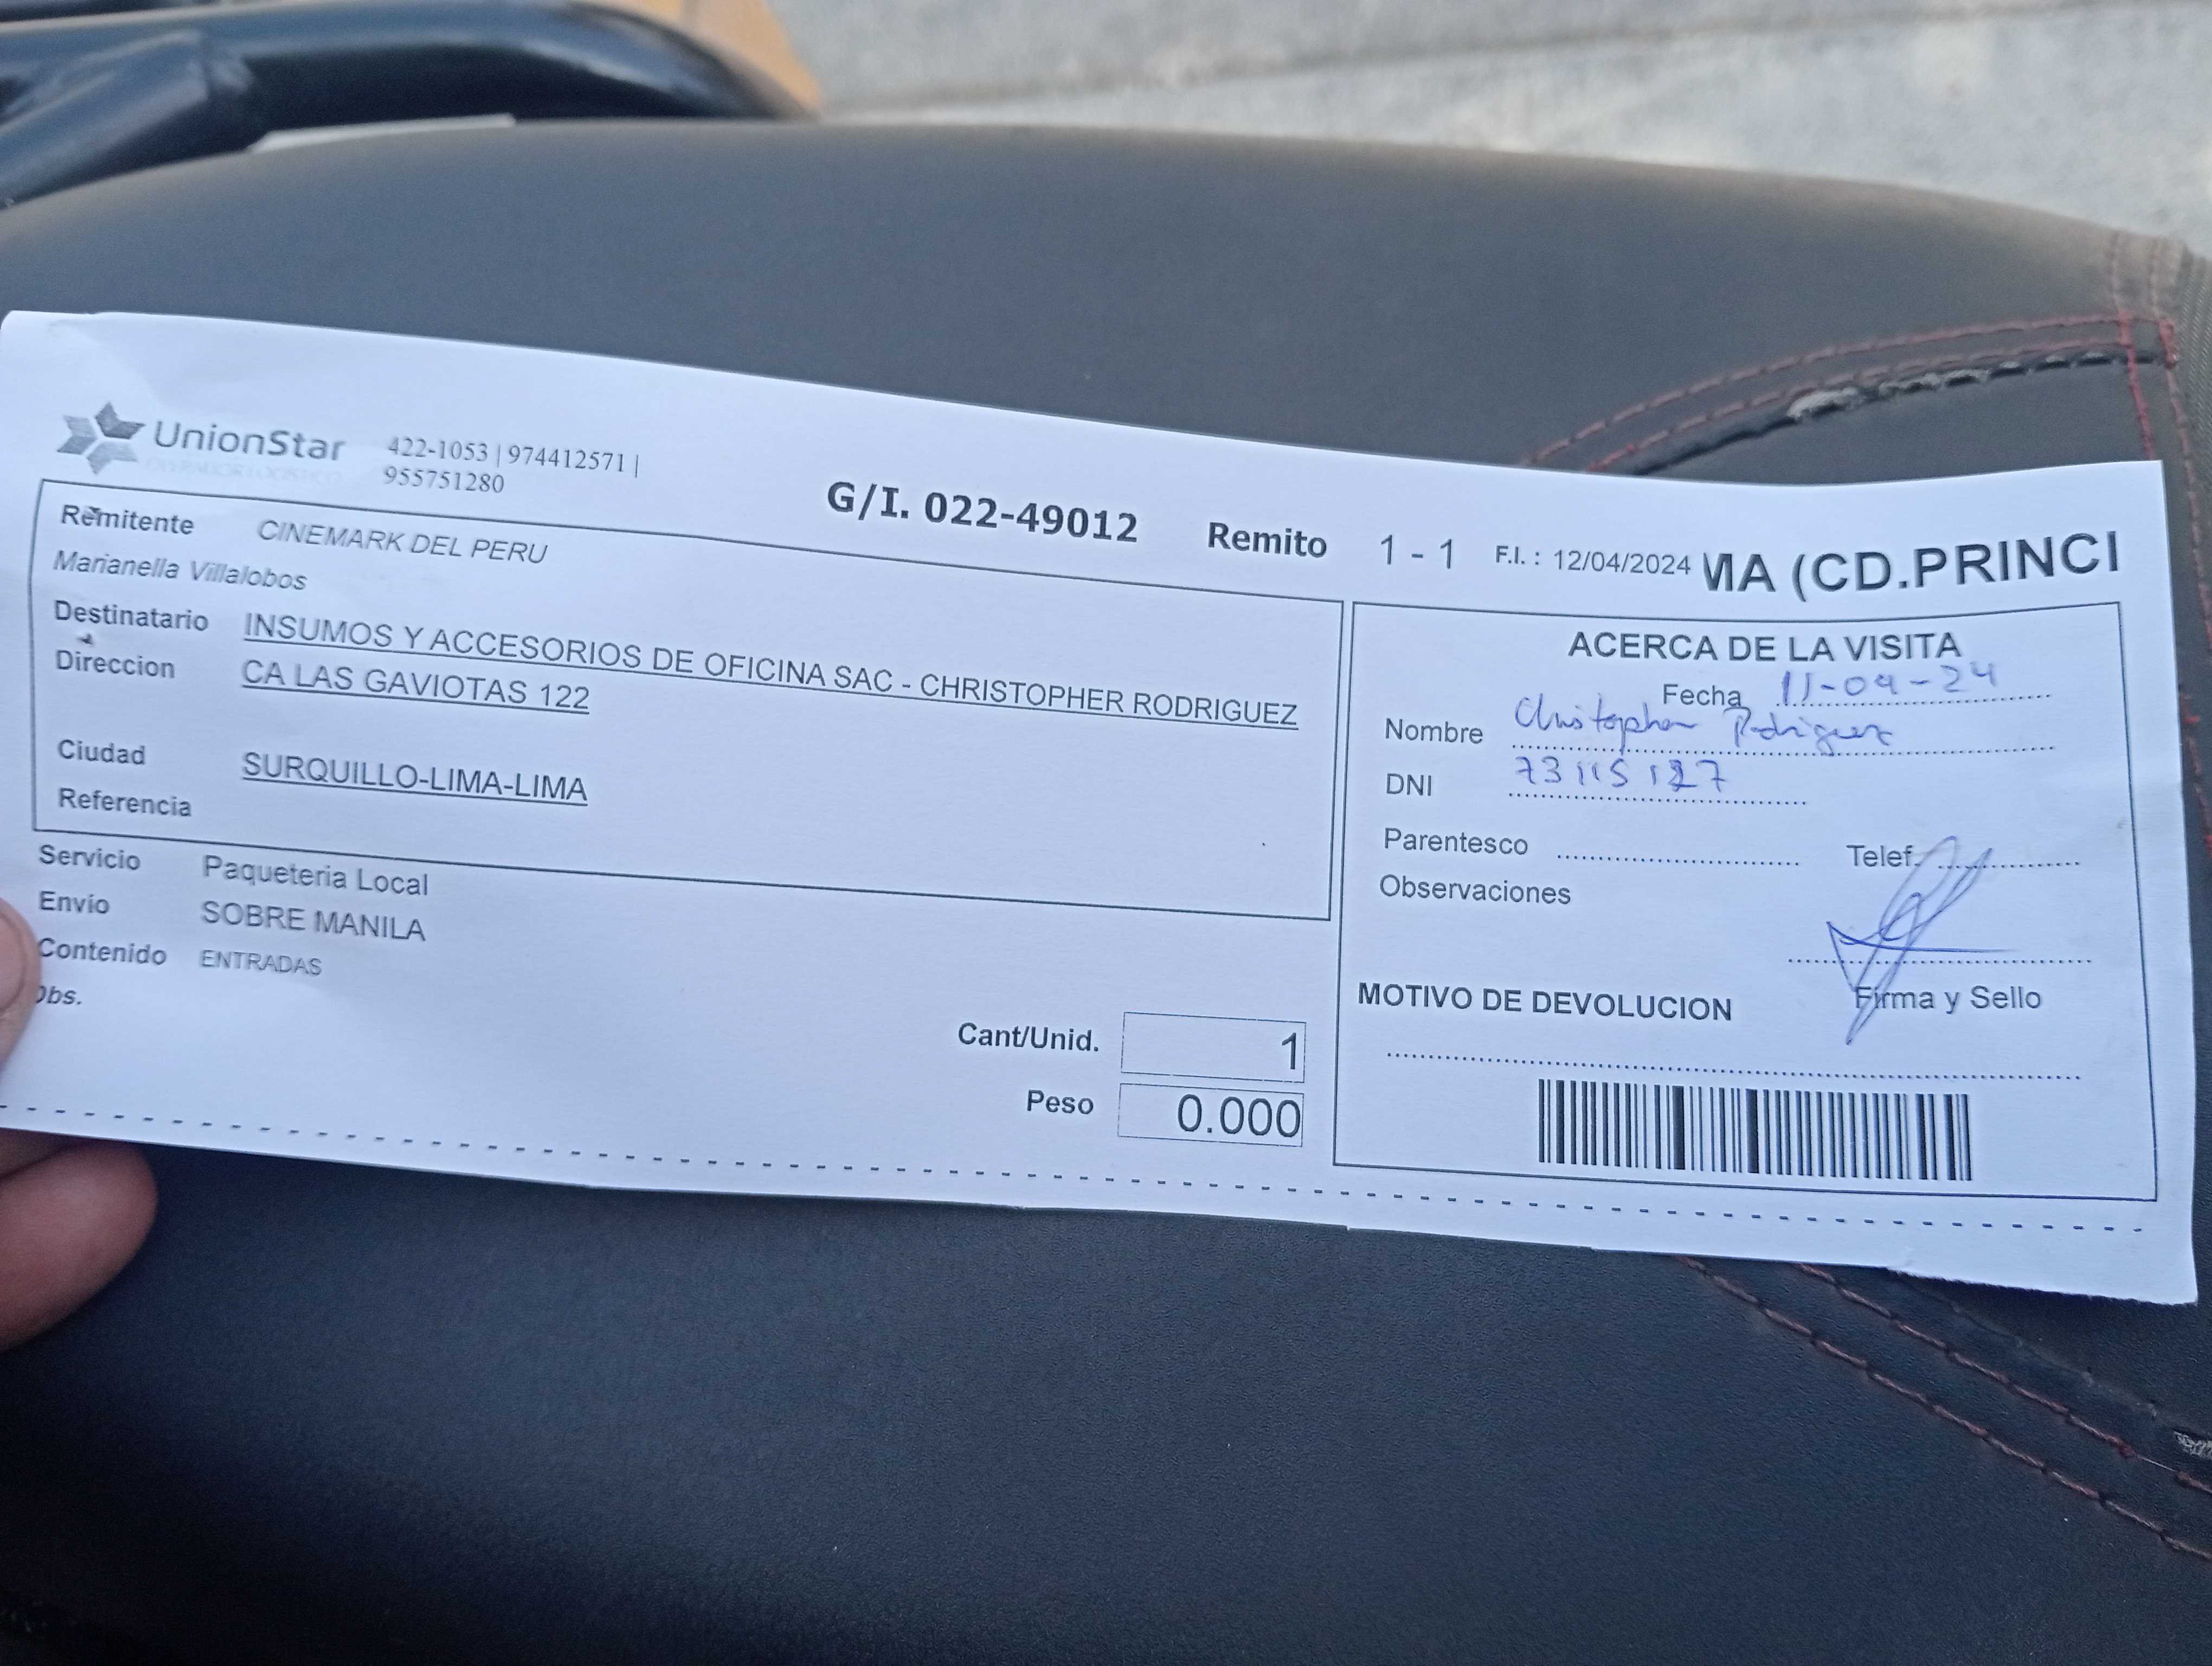 UnionStar
422-1053 | 974412571 |
955751280
G/I. 022-49012 Remito 1 - 1 F.I. : 12/04/2024 MA (CD.PRINCI
Remitente CINEMARK DEL PERU
Marianella Villalobos
Destinatario INSUMOS Y ACCESORIOS DE OFICINA SAC - CHRISTOPHER RODRIGUEZ
Direccion CA LAS GAVIOTAS 122
Ciudad SURQUILLO-LIMA-LIMA
Referencia
Servicio Paqueteria Local
Envio SOBRE MANILA
Contenido ENTRADAS
Obs.
Cant/Unid. 1
Peso 0.000
ACERCA DE LA VISITA
Fecha
Nombre Christopher Rodriguez
DNI 73115127
Parentesco Telef.
Observaciones
Firma y Sello
MOTIVO DE DEVOLUCION